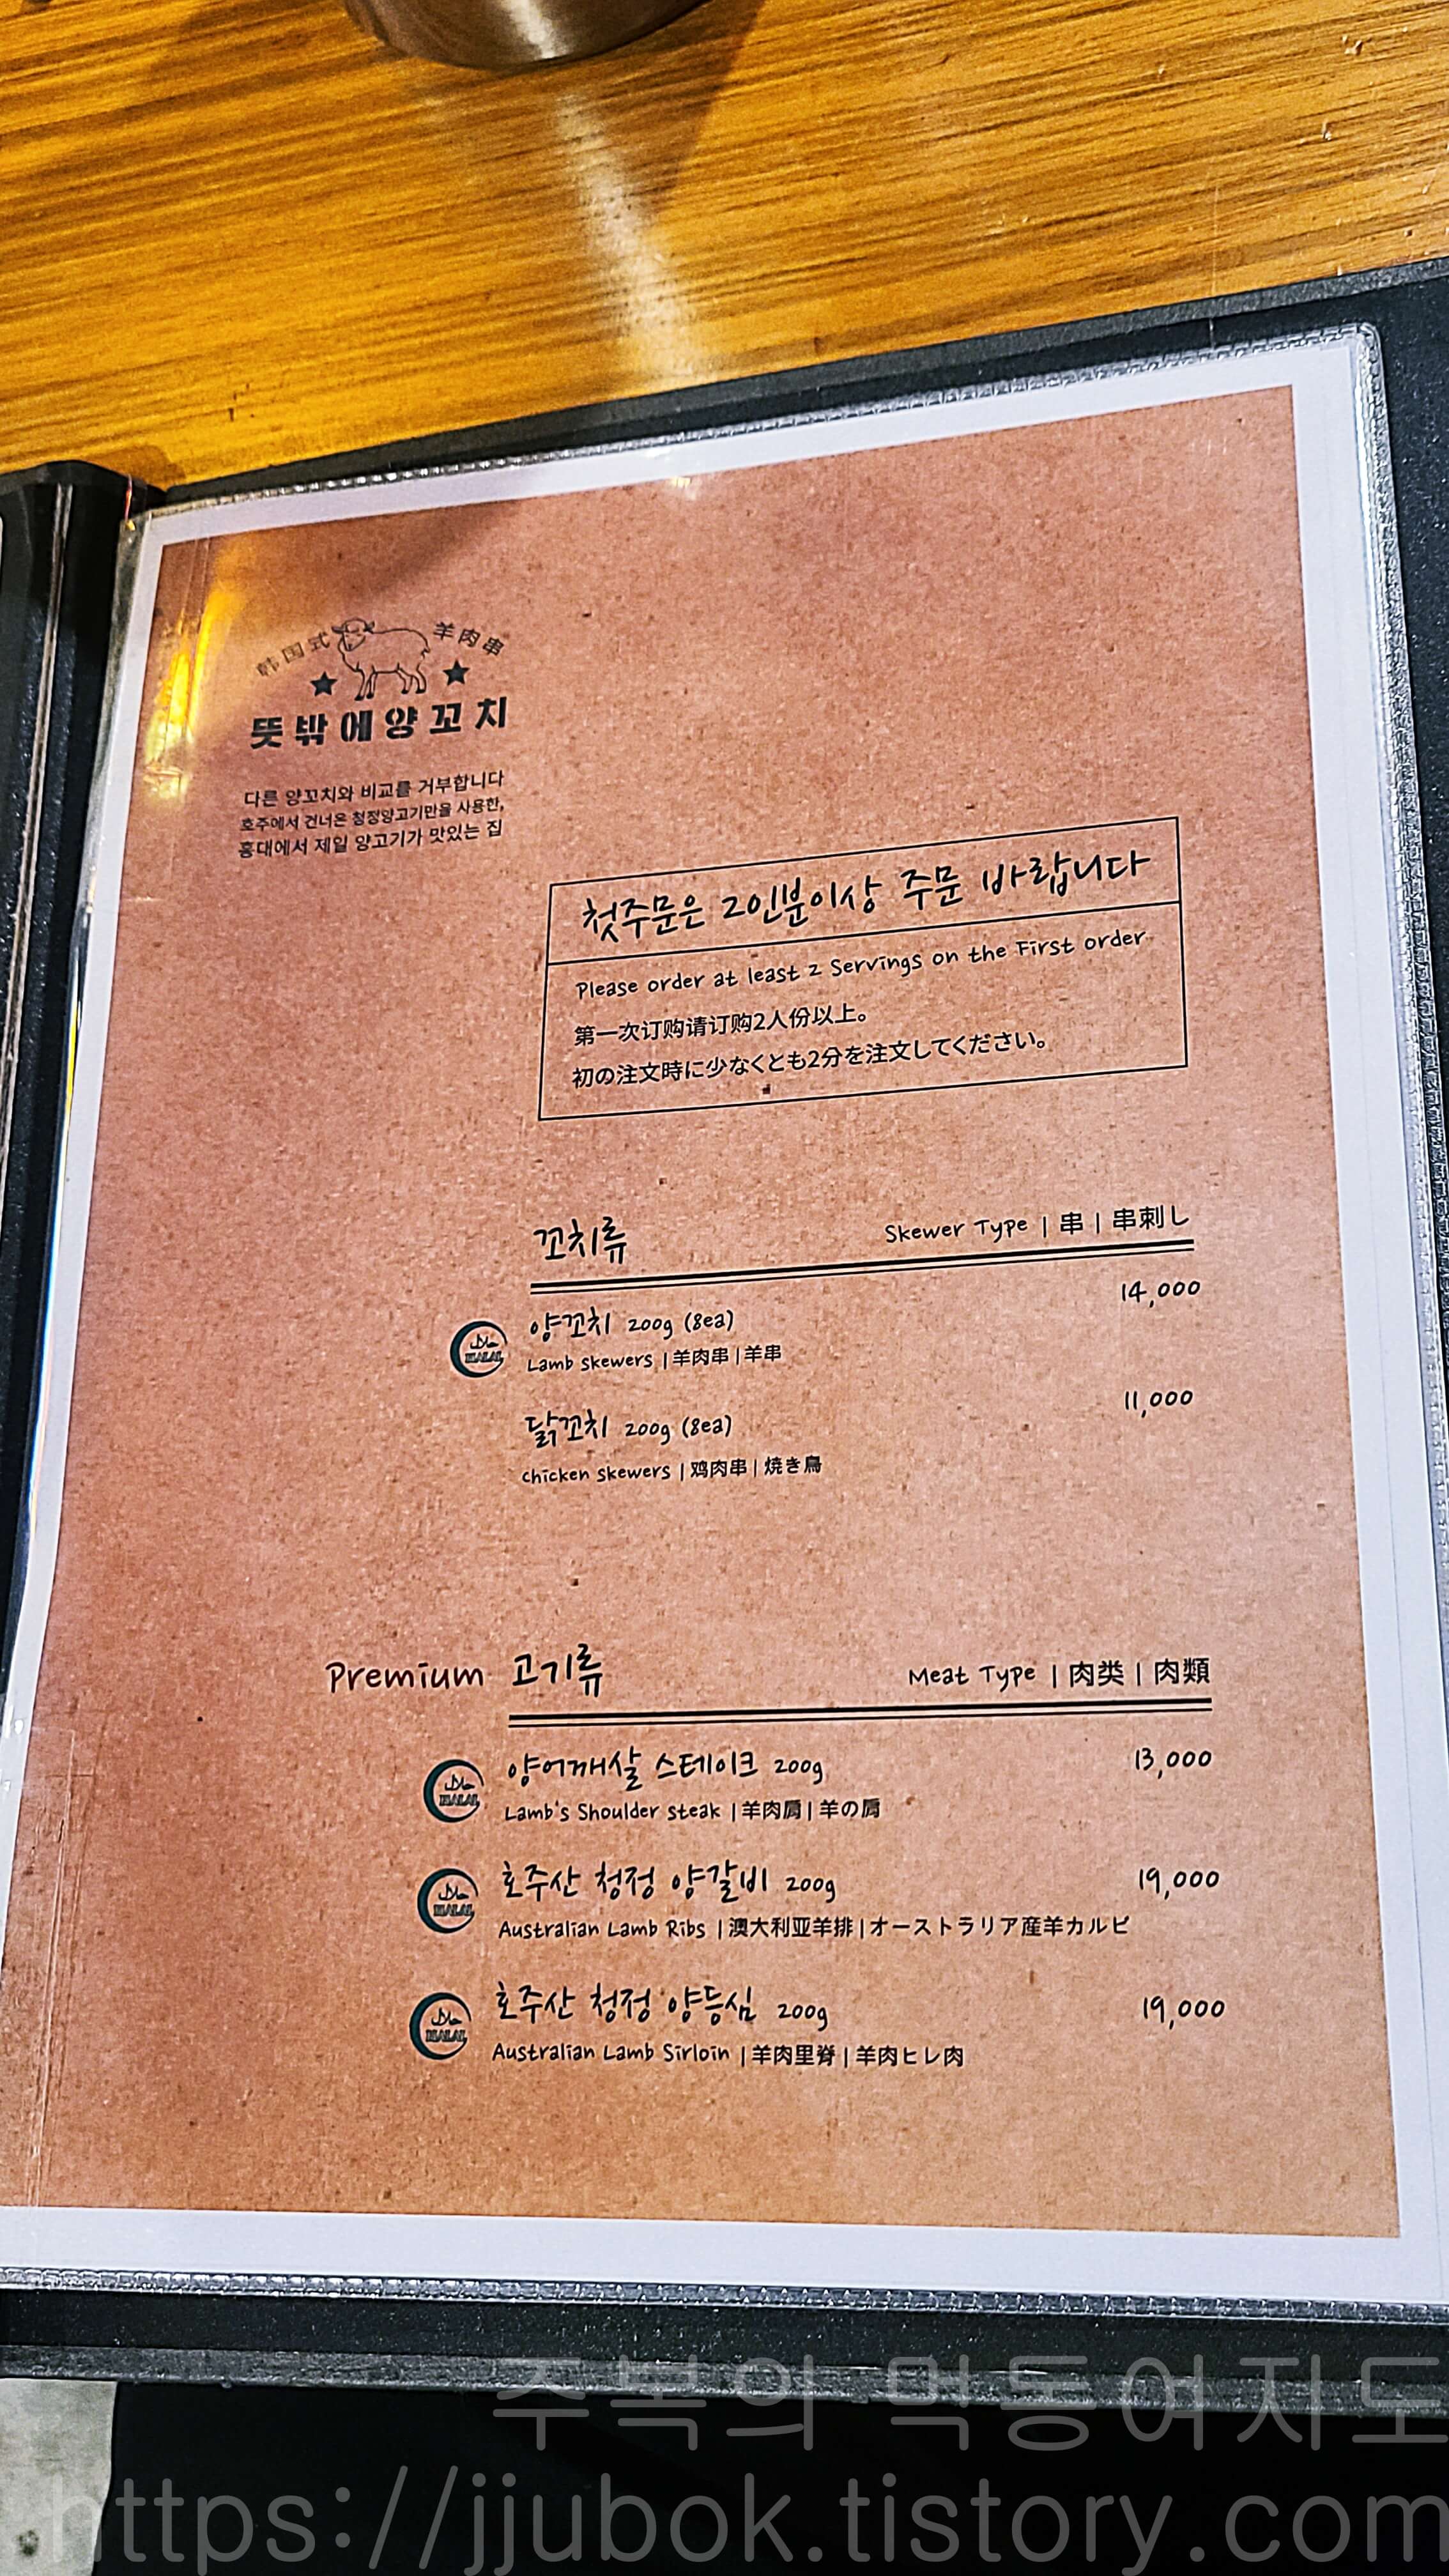 韩国式 羊肉串
뜻밖에양꼬치
다른 양꼬치와 비교를 거부합니다
호주에서 건너온 청정양고기만을 사용한,
홍대에서 제일 양고기가 맛있는 집
첫주문은 2인분이상 주문 바랍니다
Please order at least 2 Servings on the First order
第一次订购请订购2人份以上。
初の注文時に少なくとも2分を注文してください。
꼬치류 Skewer Type | 串 | 串刺し
양꼬치 200g (8ea) 14,000
HALAL
Lamb skewers | 羊肉串 | 羊串
닭꼬치 200g (8ea) 11,000
chicken skewers | 鸡肉串 | 焼き鳥
Premium 고기류 Meat Type | 肉类 | 肉類
양어깨살 스테이크 200g 13,000
HALAL
Lamb's Shoulder steak | 羊肉肩 | 羊の肩
호주산 청정 양갈비 200g 19,000
HALAL
Australian Lamb Ribs | 澳大利亚羊排 | オーストラリア産羊カルビ
호주산 청정 양등심 200g 19,000
HALAL
Australian Lamb Sirloin | 羊肉里脊 | 羊肉ヒレ肉
주복의 먹동여지도
https://jjubok.tistory.com